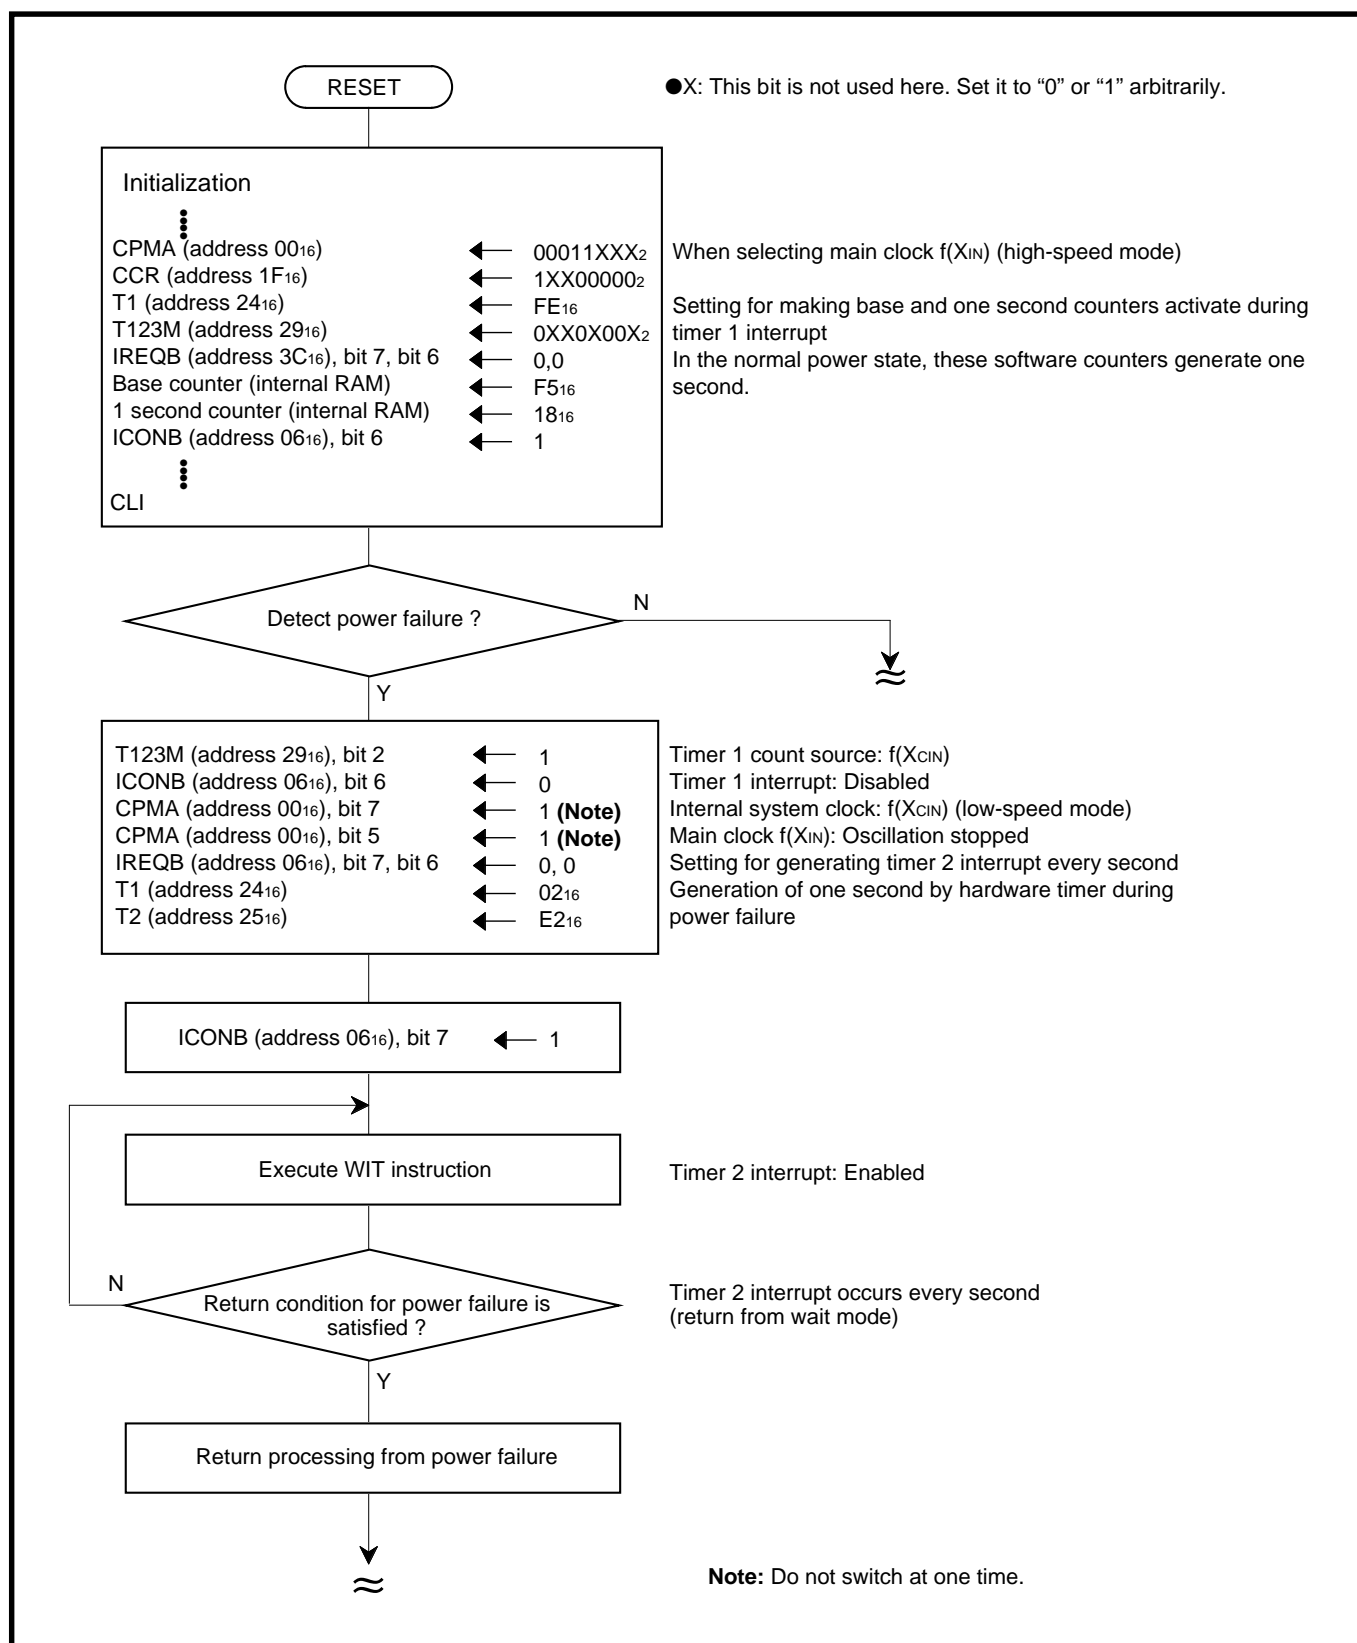 RESET
●X: This bit is not used here. Set it to “0” or “1” arbitrarily.
Initialization
CPMA (address 00₁₆) ← 00011XXX₂ When selecting main clock f(XIN) (high-speed mode)
CCR (address 1F₁₆) ← 1XX00000₂
T1 (address 24₁₆) ← FE₁₆ Setting for making base and one second counters activate during
T123M (address 29₁₆) ← 0XX0X00X₂ timer 1 interrupt
IREQB (address 3C₁₆), bit 7, bit 6 ← 0,0 In the normal power state, these software counters generate one
Base counter (internal RAM) ← F5₁₆ second.
1 second counter (internal RAM) ← 18₁₆
ICONB (address 06₁₆), bit 6 ← 1
CLI
Detect power failure ?
N
Y
T123M (address 29₁₆), bit 2 ← 1 Timer 1 count source: f(XCIN)
ICONB (address 06₁₆), bit 6 ← 0 Timer 1 interrupt: Disabled
CPMA (address 00₁₆), bit 7 ← 1 (Note) Internal system clock: f(XCIN) (low-speed mode)
CPMA (address 00₁₆), bit 5 ← 1 (Note) Main clock f(XIN): Oscillation stopped
IREQB (address 06₁₆), bit 7, bit 6 ← 0, 0 Setting for generating timer 2 interrupt every second
T1 (address 24₁₆) ← 02₁₆ Generation of one second by hardware timer during
T2 (address 25₁₆) ← E2₁₆ power failure
ICONB (address 06₁₆), bit 7 ← 1
Execute WIT instruction
Timer 2 interrupt: Enabled
N
Return condition for power failure is
satisfied ?
Timer 2 interrupt occurs every second
(return from wait mode)
Y
Return processing from power failure
Note: Do not switch at one time.